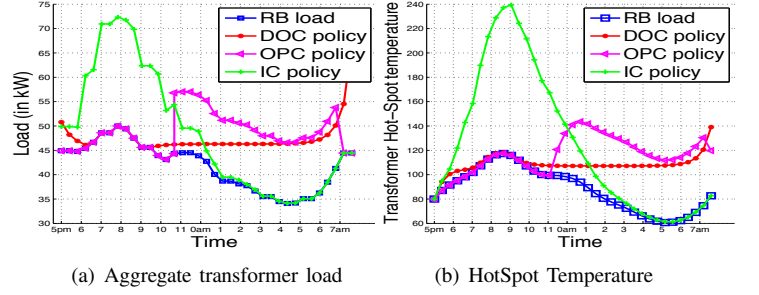 75
70
65
60
55
50
45
40
35
30
Load (in kW)
RB load
DOC policy
OPC policy
IC policy
5pm 6 7 8 9 10 11 0am 1 2 3 4 5 6 7am
Time
(a) Aggregate transformer load
240
220
200
180
160
140
120
100
80
60
Transformer Hot-Spot temperature
RB load
DOC policy
OPC policy
IC policy
5pm 6 7 8 9 10 11 0am 1 2 3 4 5 6 7am
Time
(b) HotSpot Temperature